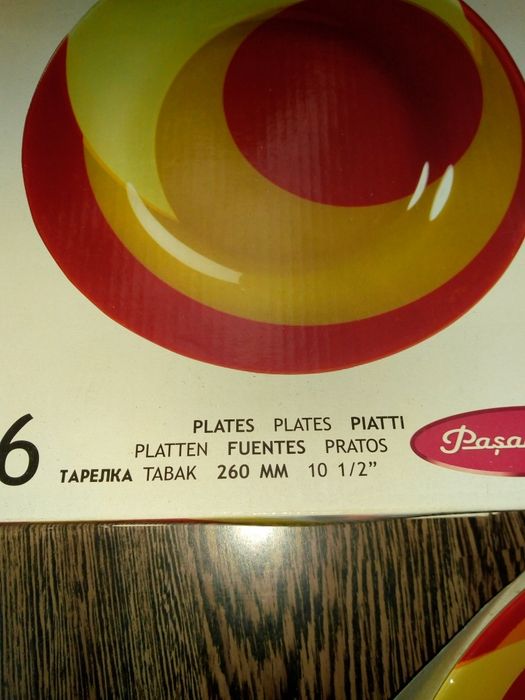 PLATES PLATES PIATTI
PLATTEN FUENTES PRATOS
6 ТАРЕЛКА TABAK 260 MM 10 1/2"
Paşa